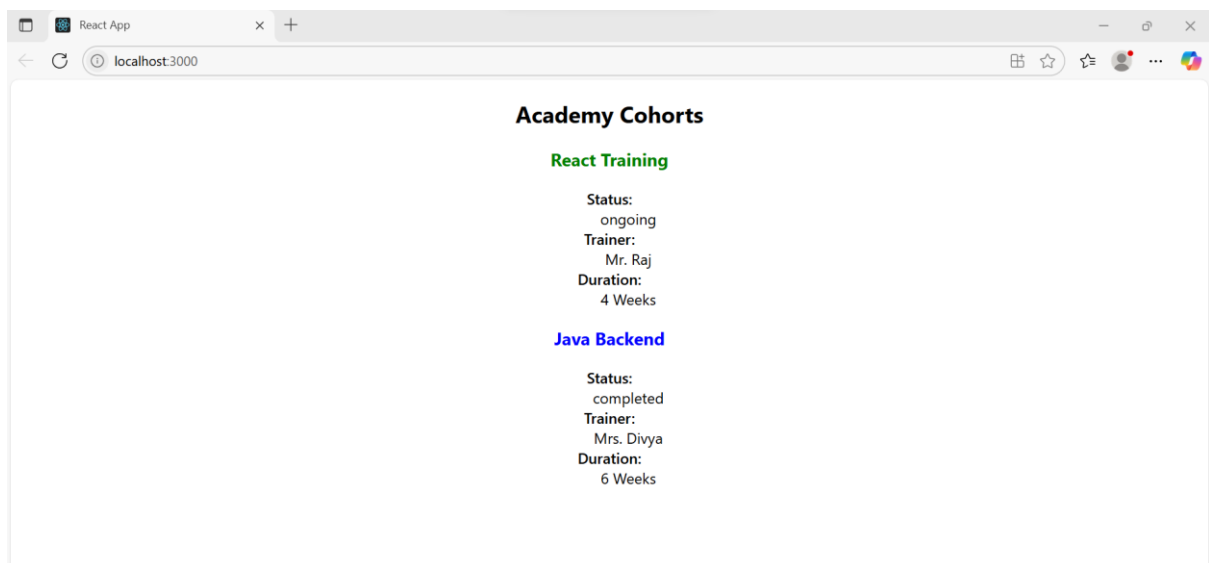 React App
localhost:3000
Academy Cohorts
React Training
Status:
ongoing
Trainer:
Mr. Raj
Duration:
4 Weeks
Java Backend
Status:
completed
Trainer:
Mrs. Divya
Duration:
6 Weeks